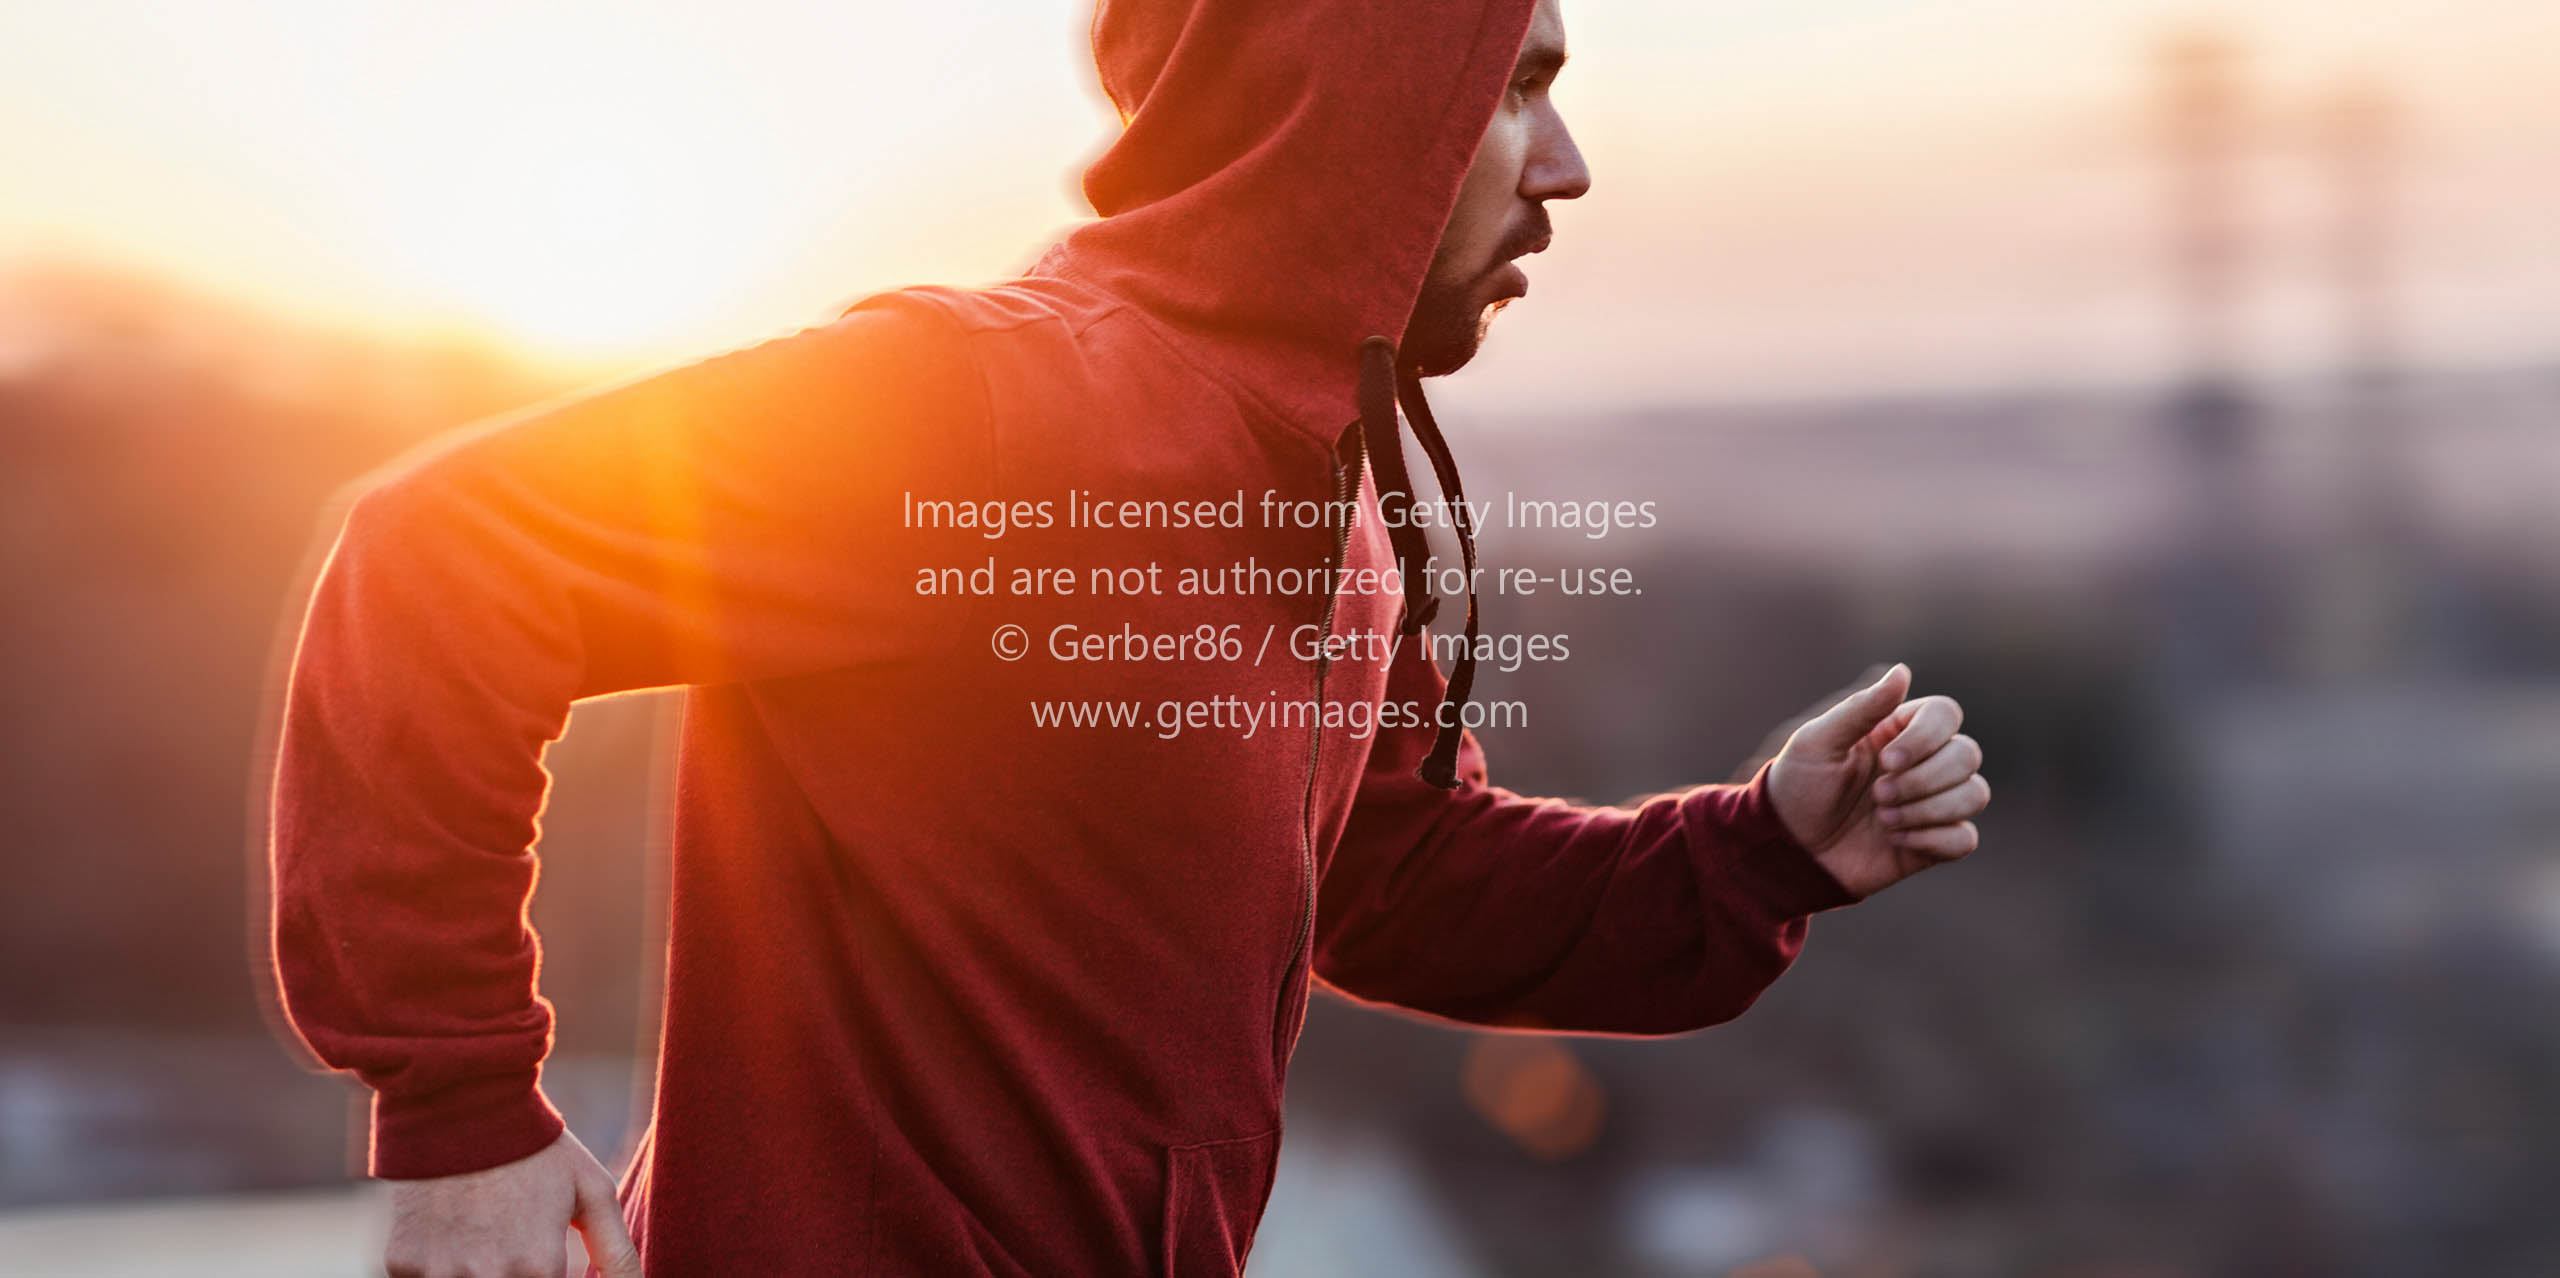 Images licensed from Getty Images
and are not authorized for re-use.
© Gerber86 / Getty Images
www.gettyimages.com